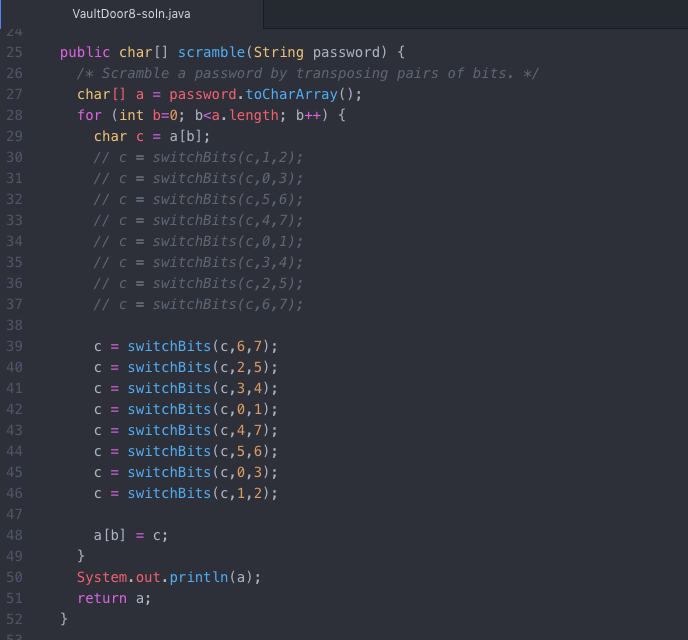 VaultDoor8-soln.java
24
25 public char[] scramble(String password) {
26 /* Scramble a password by transposing pairs of bits. */
27 char[] a = password.toCharArray();
28 for (int b=0; b<a.length; b++) {
29 char c = a[b];
30 // c = switchBits(c,1,2);
31 // c = switchBits(c,0,3);
32 // c = switchBits(c,5,6);
33 // c = switchBits(c,4,7);
34 // c = switchBits(c,0,1);
35 // c = switchBits(c,3,4);
36 // c = switchBits(c,2,5);
37 // c = switchBits(c,6,7);
38
39 c = switchBits(c,6,7);
40 c = switchBits(c,2,5);
41 c = switchBits(c,3,4);
42 c = switchBits(c,0,1);
43 c = switchBits(c,4,7);
44 c = switchBits(c,5,6);
45 c = switchBits(c,0,3);
46 c = switchBits(c,1,2);
47
48 a[b] = c;
49 }
50 System.out.println(a);
51 return a;
52 }
53